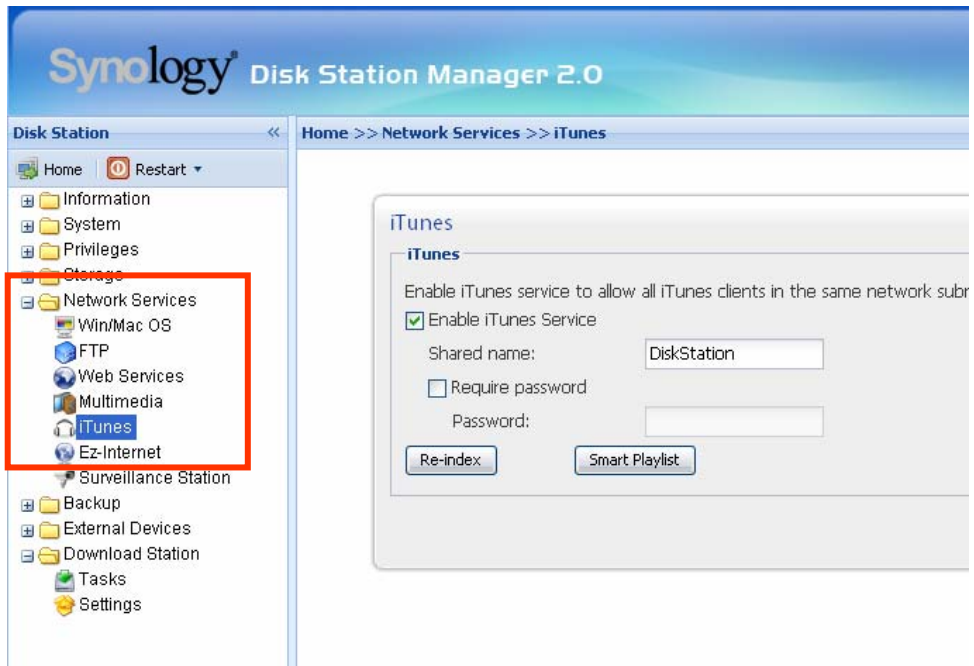 Synology Disk Station Manager 2.0
Disk Station «
Home >> Network Services >> iTunes
Home Restart
Information
System
Privileges
Storage
Network Services
Win/Mac OS
FTP
Web Services
Multimedia
iTunes
Ez-Internet
Surveillance Station
Backup
External Devices
Download Station
Tasks
Settings
iTunes
iTunes
Enable iTunes service to allow all iTunes clients in the same network
Enable iTunes Service
Shared name: DiskStation
Require password
Password:
Re-index Smart Playlist